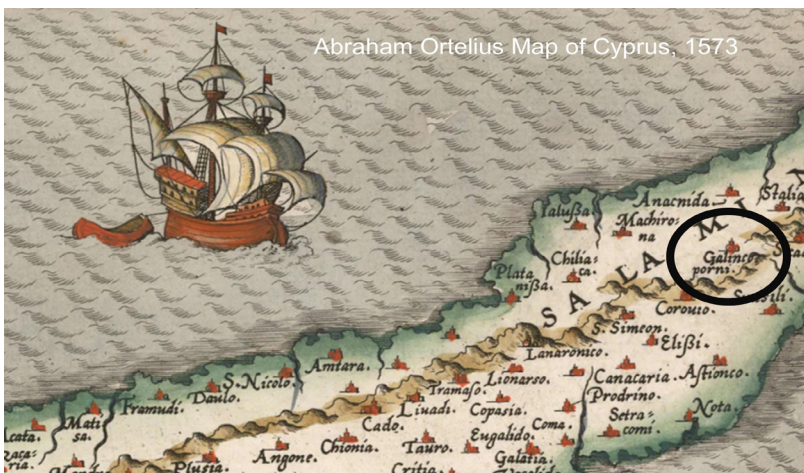 Abraham Ortelius Map of Cyprus, 1573
Anacmida.
Stalia
Ialußa
Machiro:
na
Galinco
porni.
Chilia:
ca.
Plata
nißa.
SALAMI
Corouio.
S. Simeon.
Elißi.
Lanaronico.
Amtara.
S. Nicolo.
Daulo.
Framudi.
Mati
sa.
Lionarso.
Tramaso.
Canacaria.
Astionco.
Prodrino.
Liuadi.
Copasia.
Setra:
comi.
Nota.
Cado.
Coma.
Eugalido.
Chionia.
Tauro.
Galatia.
Angone.
Plusia.
Critia.